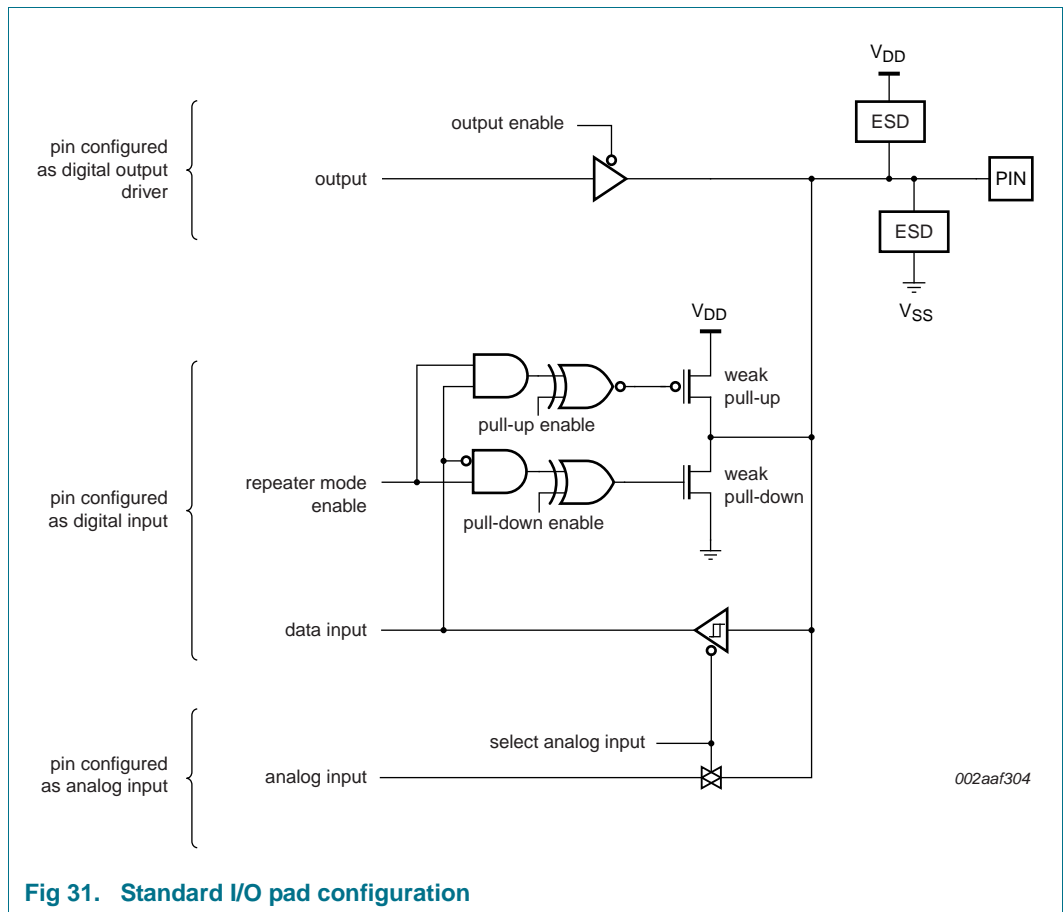 V_DD
ESD
output enable
pin configured
as digital output
driver
output
PIN
ESD
V_SS
V_DD
weak
pull-up
pull-up enable
pin configured
as digital input
repeater mode
enable
weak
pull-down
pull-down enable
data input
select analog input
pin configured
as analog input
analog input
002aaf304
Fig 31. Standard I/O pad configuration